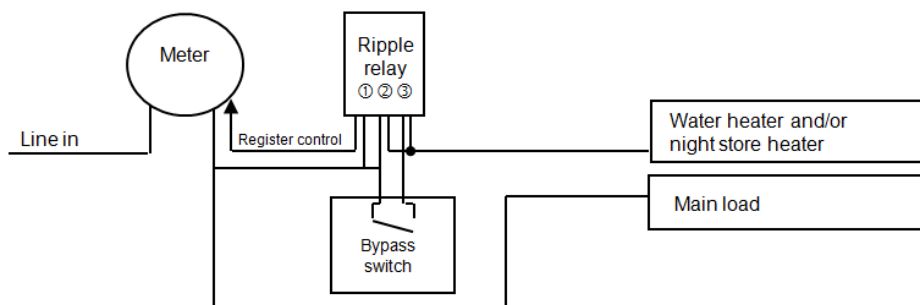 Meter
Ripple
relay
① ② ③
Line in
Register control
Water heater and/or
night store heater
Main load
Bypass
switch